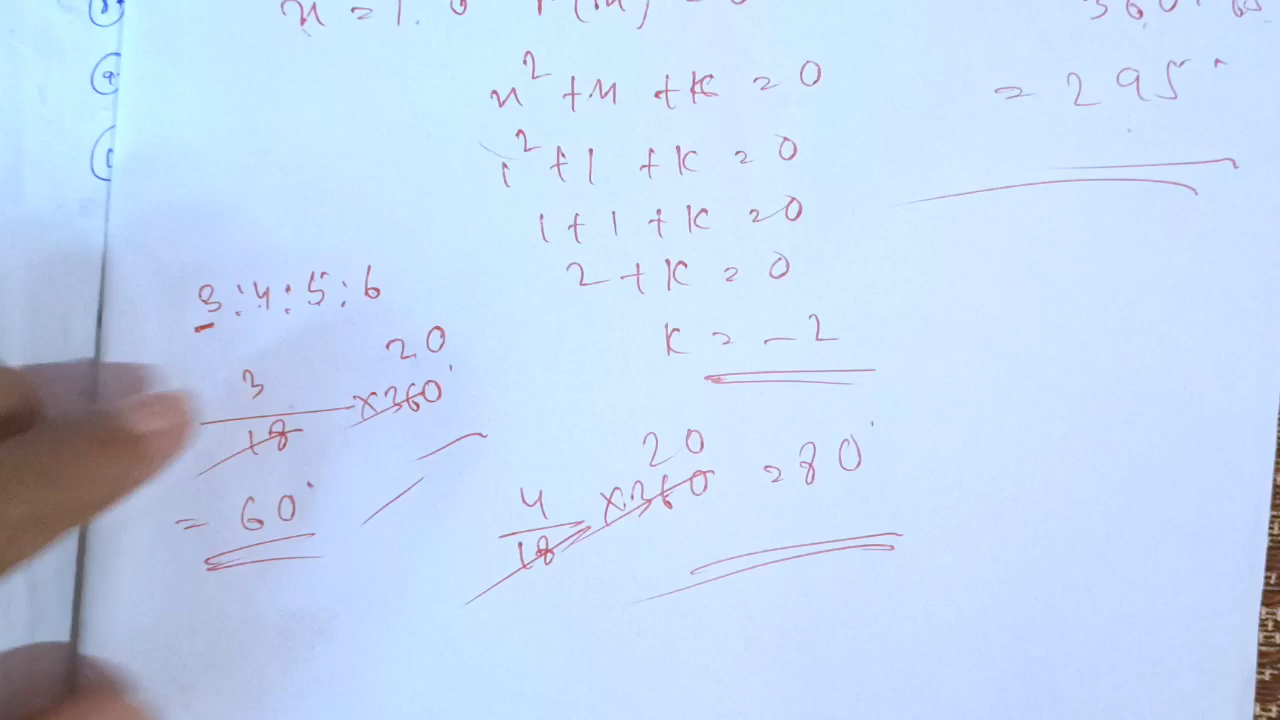 = 295°
x² + x + k = 0
1² + 1 + k = 0
1 + 1 + k = 0
2 + k = 0
k = -2
3:4:5:6
20
3
18
×360°
= 60°
20
4
18
×360
= 80°